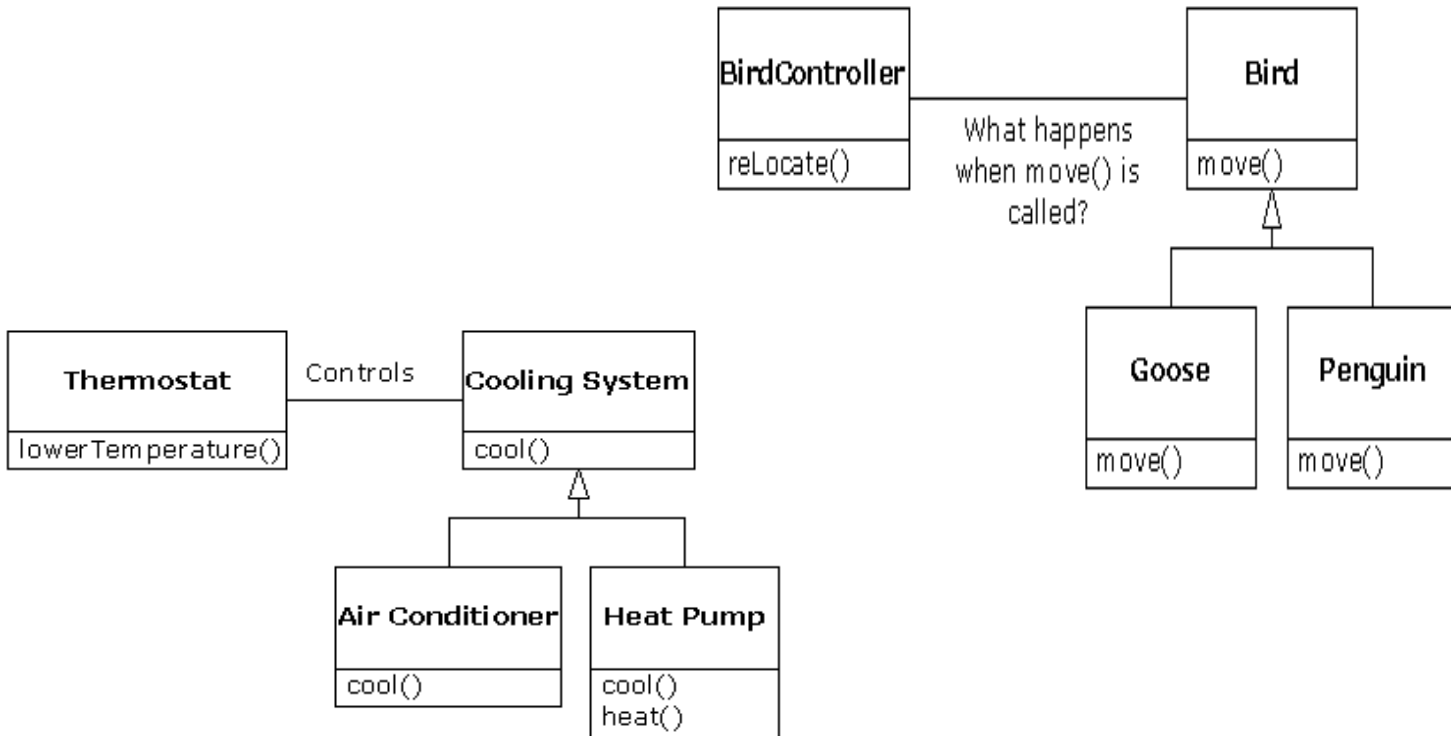 BirdController
reLocate()
What happens
when move() is
called?
Bird
move()
Goose
move()
Penguin
move()
Thermostat
lowerTemperature()
Controls
Cooling System
cool()
Air Conditioner
cool()
Heat Pump
cool()
heat()